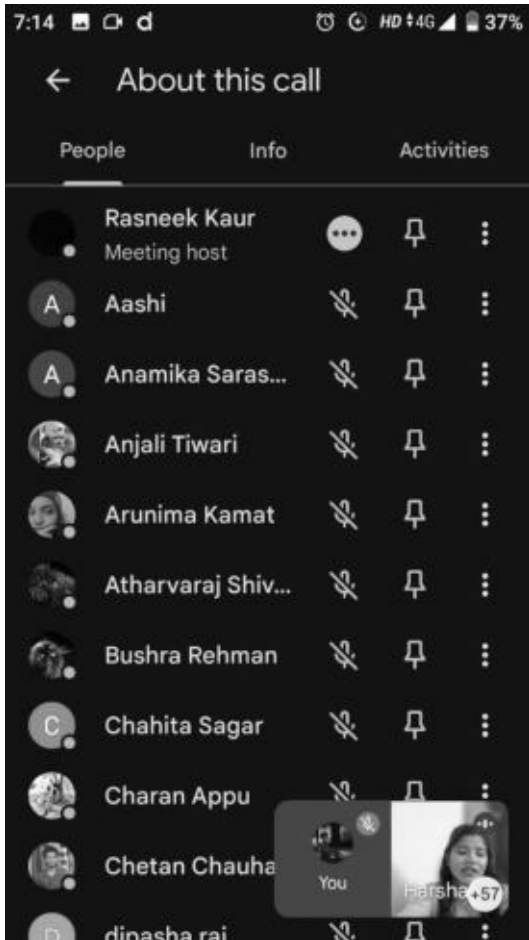 7:14 d HD 4G 37%
About this call
People Info Activities
Rasneek Kaur
Meeting host
A Aashi
A Anamika Saras...
Anjali Tiwari
Arunima Kamat
Atharvaraj Shiv...
Bushra Rehman
C Chahita Sagar
Charan Appu
Chetan Chauha
You Harsha +57
D dipasha rai